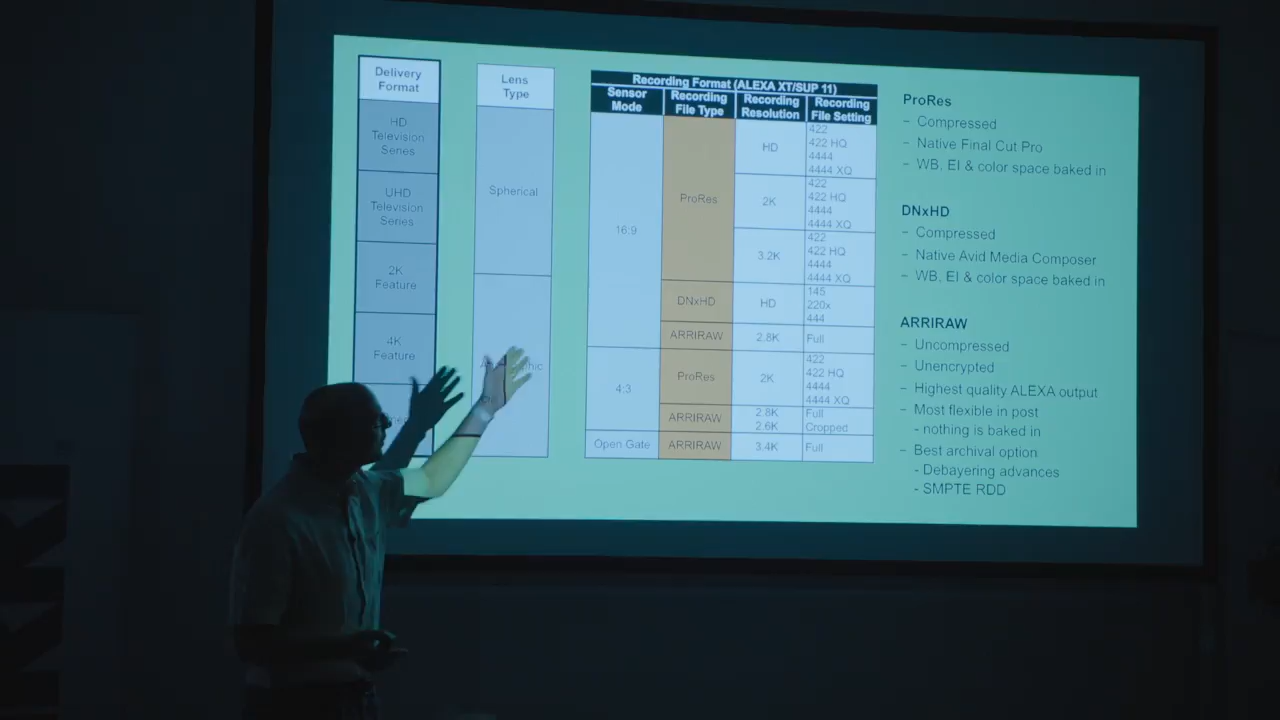 Delivery
Format
HD
Television
Series
UHD
Television
Series
2K
Feature
4K
Feature
Lens
Type
Spherical
Recording Format (ALEXA XT/SUP 11)
Sensor
Mode
Recording
File Type
Recording
Resolution
Recording
File Setting
16:9
ProRes
HD
422
422 HQ
4444
4444 XQ
2K
422
422 HQ
4444
4444 XQ
3.2K
422
422 HQ
4444
4444 XQ
DNxHD
HD
145
220x
444
ARRIRAW
2.8K
Full
4:3
ProRes
2K
422
422 HQ
4444
4444 XQ
ARRIRAW
2.8K
2.6K
Full
Cropped
Open Gate
ARRIRAW
3.4K
Full
ProRes
- Compressed
- Native Final Cut Pro
- WB, EI & color space baked in
DNxHD
- Compressed
- Native Avid Media Composer
- WB, EI & color space baked in
ARRIRAW
- Uncompressed
- Unencrypted
- Highest quality ALEXA output
- Most flexible in post
- nothing is baked in
- Best archival option
- Debayering advances
- SMPTE RDD